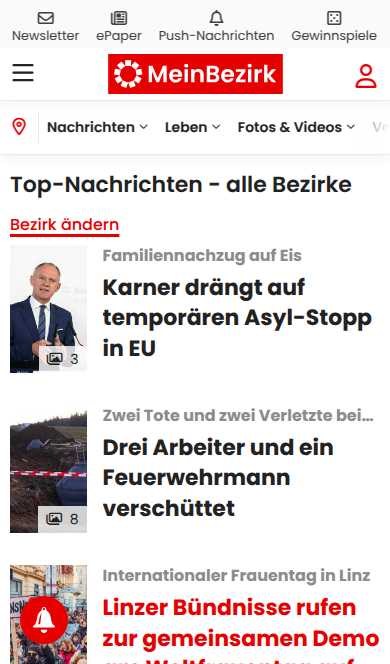 Newsletter
ePaper
Push-Nachrichten
Gewinnspiele
MeinBezirk
Nachrichten
Leben
Fotos & Videos
Top-Nachrichten - alle Bezirke
Bezirk ändern
Familiennachzug auf Eis
Karner drängt auf
temporären Asyl-Stopp
in EU
3
Zwei Tote und zwei Verletzte bei...
Drei Arbeiter und ein
Feuerwehrmann
verschüttet
8
Internationaler Frauentag in Linz
Linzer Bündnisse rufen
zur gemeinsamen Demo